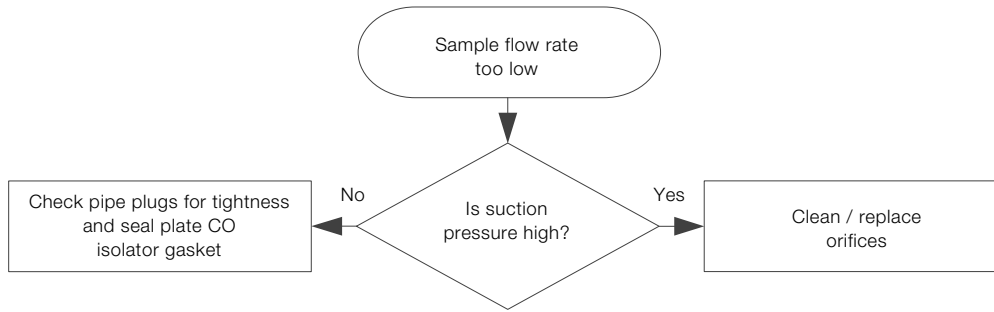 Sample flow rate
too low
No
Yes
Check pipe plugs for tightness
and seal plate CO
isolator gasket
Is suction
pressure high?
Clean / replace
orifices